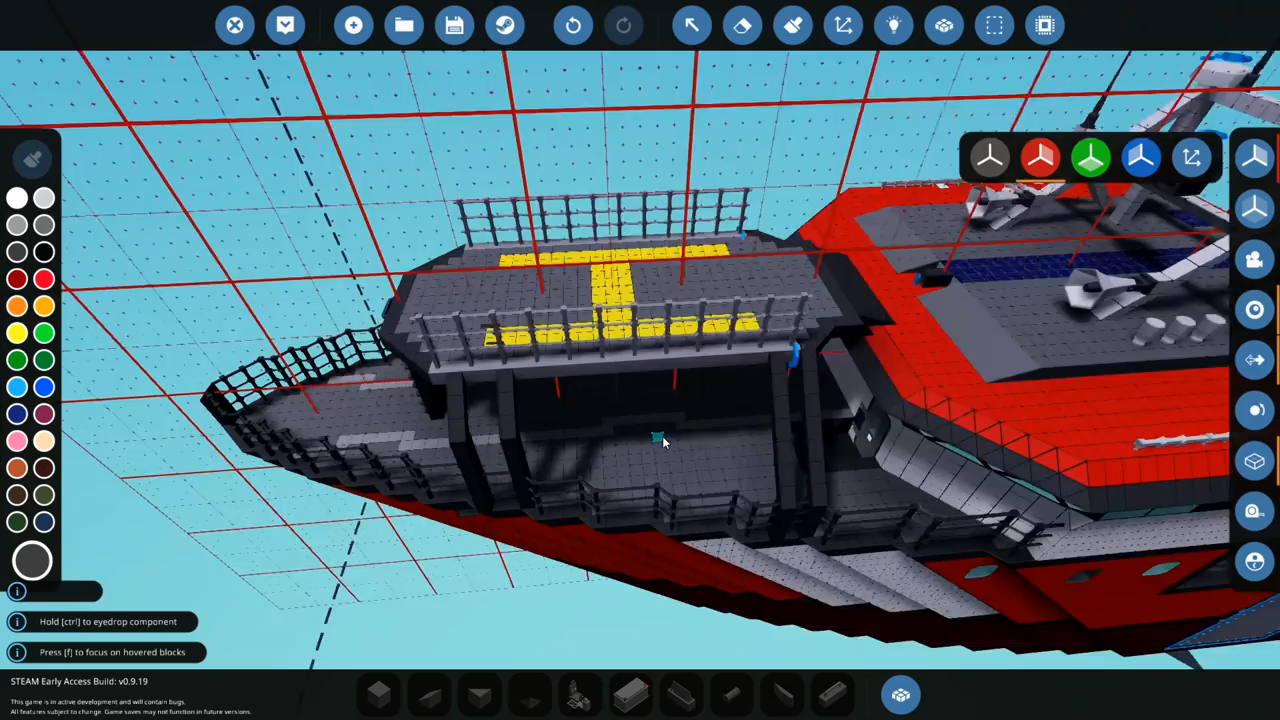 Hold [ctrl] to eyedrop component
Press [f] to focus on hovered blocks
STEAM Early Access Build: v0.9.19
This game is in active development and will contain bugs.
All features subject to change. Game saves may not function in future versions.